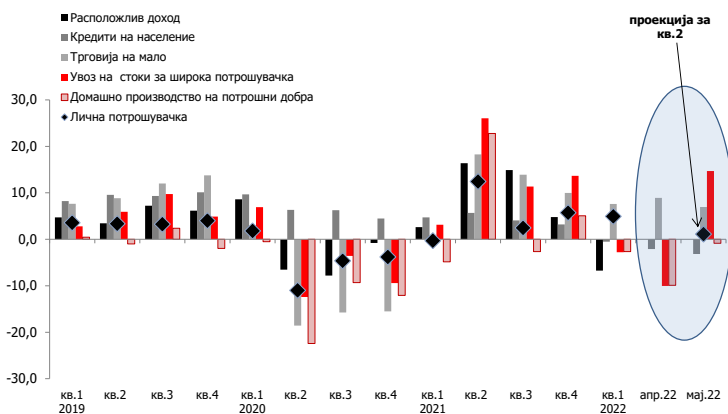 Расположлив доход
Кредити на население
Трговија на мало
Увоз на стоки за широка потрошувачка
Домашно производство на потрошни добра
Лична потрошувачка
проекција за
кв.2
30,0
20,0
10,0
0,0
-10,0
-20,0
-30,0
кв.1 кв.2 кв.3 кв.4 кв.1 кв.2 кв.3 кв.4 кв.1 кв.2 кв.3 кв.4 кв.1 апр.22 мај.22
2019 2020 2021 2022